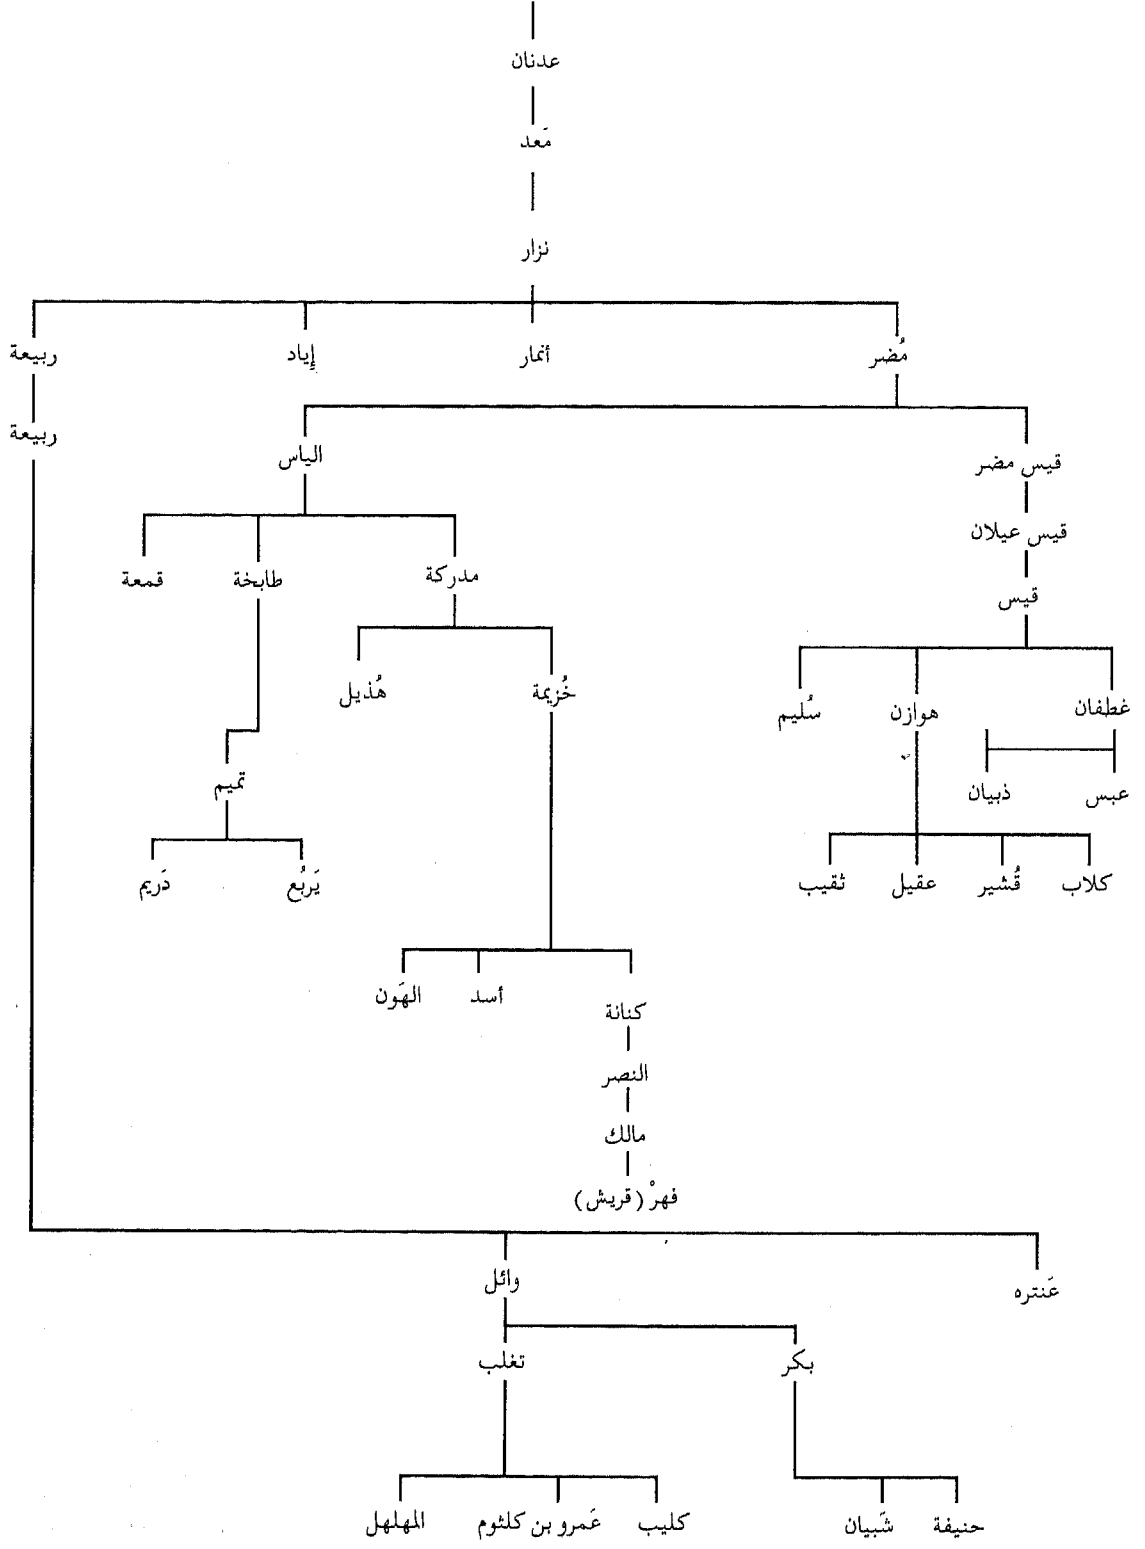 عدنان
مَعد
نزار
مُضر
أنمار
إياد
ربيعة
ربيعة
الياس
قيس مضر
قيس عيلان
مدركة
طابخة
قمعة
قيس
خُزيمة
هُذيل
غطفان
هوازن
سُليم
تميم
عبس
ذبيان
كلاب
قُشير
عقيل
ثقيب
يَربُع
دَريم
كنانة
أسد
الهَون
النصر
مالك
فهرْ (قريش)
عَنتره
وائل
بكر
تغلب
حنيفة
شَبيان
كليب
عَمرو بن كلثوم
المهلهل